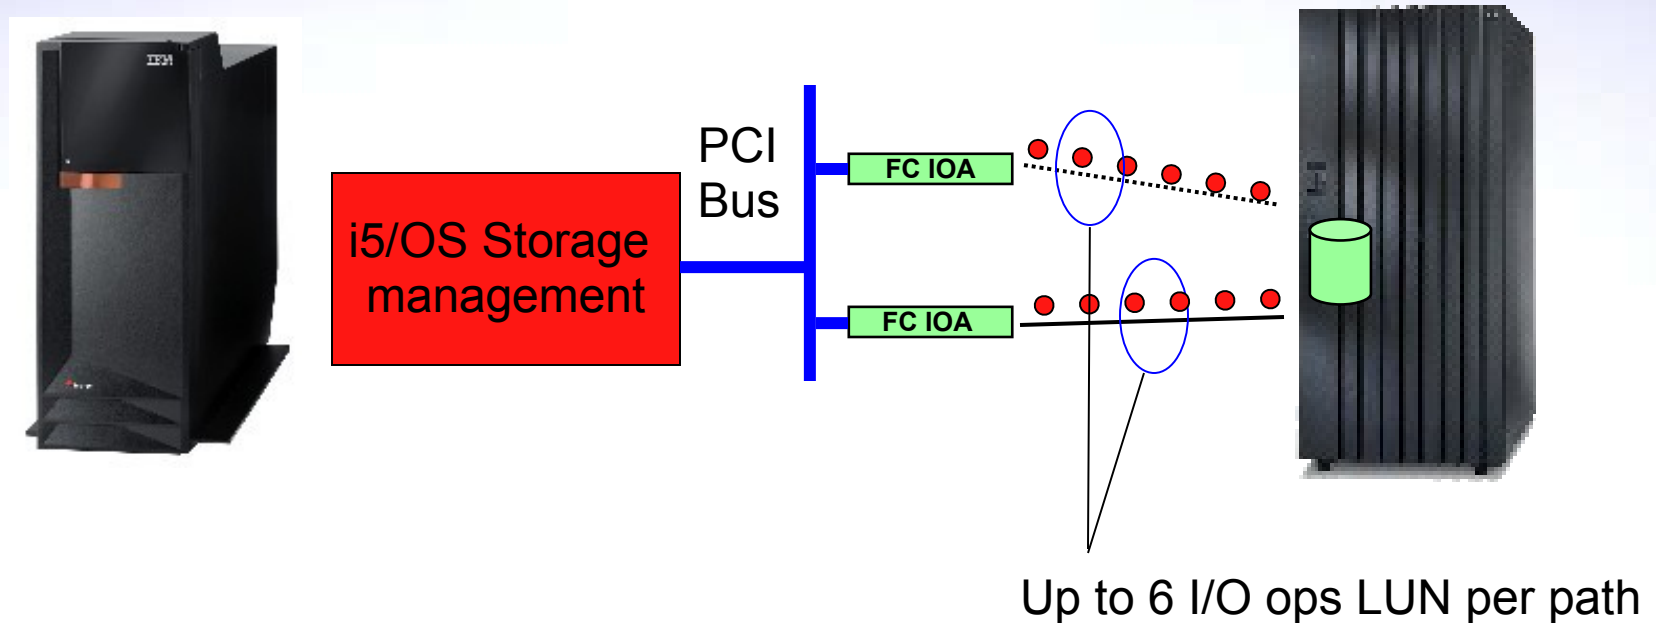 IBM
PCI
Bus
FC IOA
i5/OS Storage
management
FC IOA
Up to 6 I/O ops LUN per path